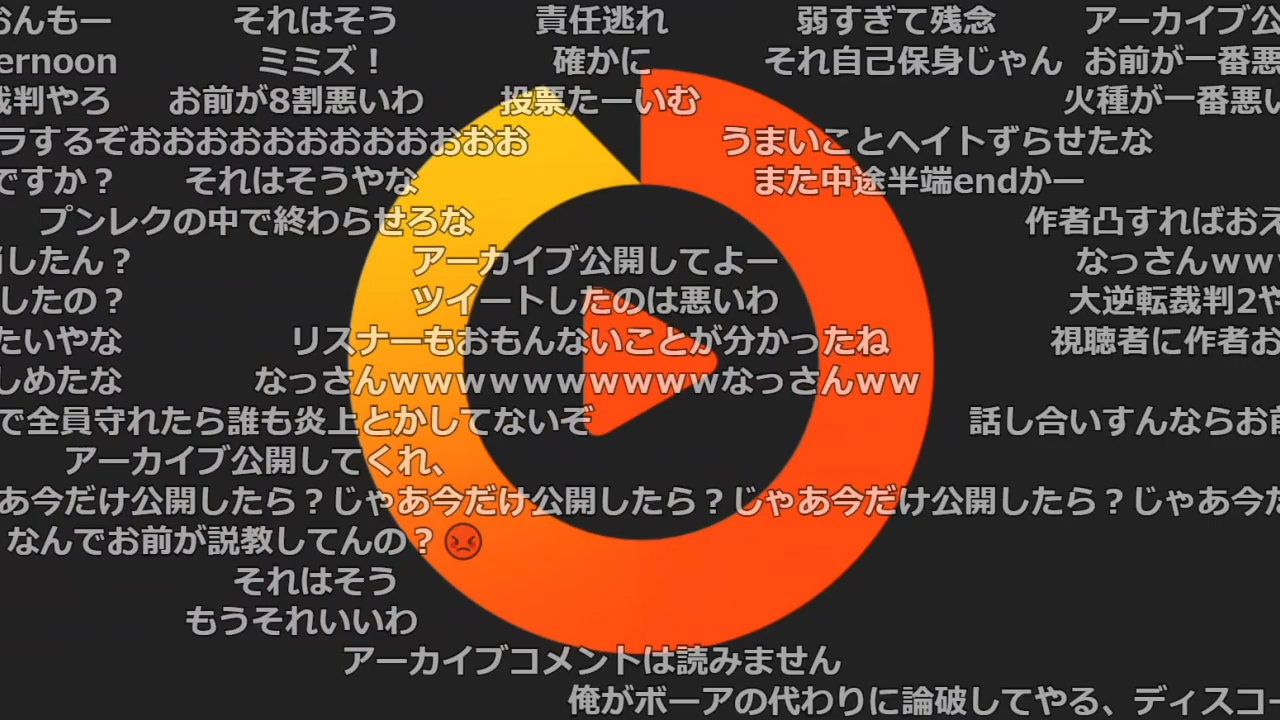 おんもー それはそう 責任逃れ 弱すぎて残念 アーカイブ公
ernoon ミミズ！ 確かに それ自己保身じゃん お前が一番悪
裁判やろ お前が8割悪いわ 投票たーいむ 火種が一番悪い
ラするぞおおおおおおおおおおおお うまいことヘイトずらせたな
ですか？ それはそうやな また中途半端endかー
プンレクの中で終わらせろな 作者凸すればおえ
したん？ アーカイブ公開してよー なっさんｗｗｗ
したの？ ツイートしたのは悪いわ 大逆転裁判2や
たいやな リスナーもおもんないことが分かったね 視聴者に作者お
しめたな なっさんｗｗｗｗｗｗｗｗｗｗなっさんｗｗ
で全員守れたら誰も炎上とかしてないぞ 話し合いすんならお前
アーカイブ公開してくれ、
あ今だけ公開したら？じゃあ今だけ公開したら？じゃあ今だけ公開したら？じゃあ今だ
なんでお前が説教してんの？😡
それはそう
もうそれいいわ
アーカイブコメントは読みません
俺がボーアの代わりに論破してやる、ディスコー